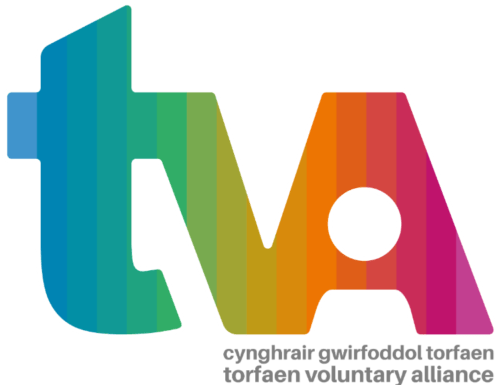 tvA
cynghrair gwirfoddol torfaen
torfaen voluntary alliance